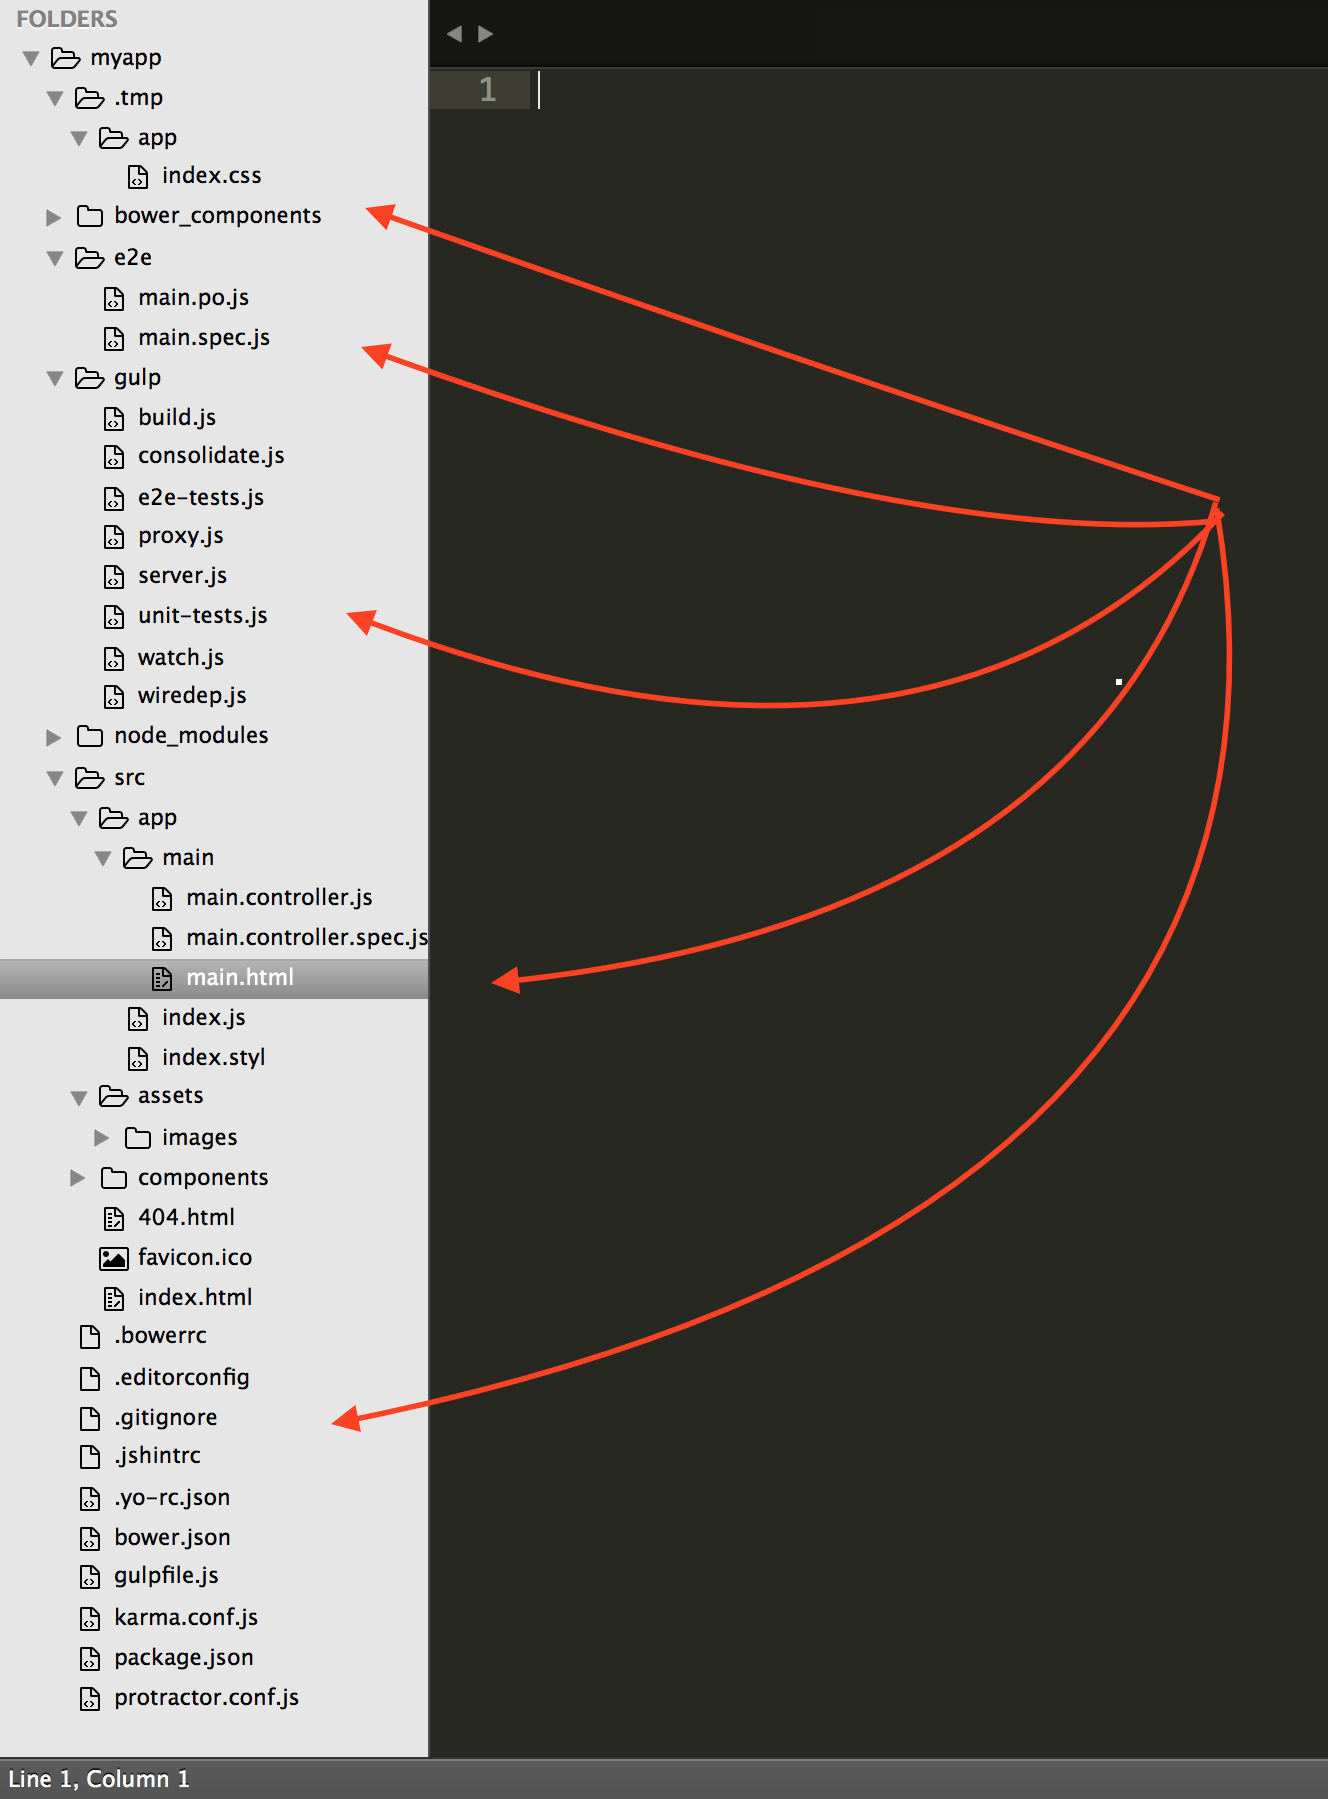 FOLDERS
myapp
.tmp
app
index.css
bower_components
e2e
main.po.js
main.spec.js
gulp
build.js
consolidate.js
e2e-tests.js
proxy.js
server.js
unit-tests.js
watch.js
wiredep.js
node_modules
src
app
main
main.controller.js
main.controller.spec.js
main.html
index.js
index.styl
assets
images
components
404.html
favicon.ico
index.html
.bowerrc
.editorconfig
.gitignore
.jshintrc
.yo-rc.json
bower.json
gulpfile.js
karma.conf.js
package.json
protractor.conf.js
1
Line 1, Column 1